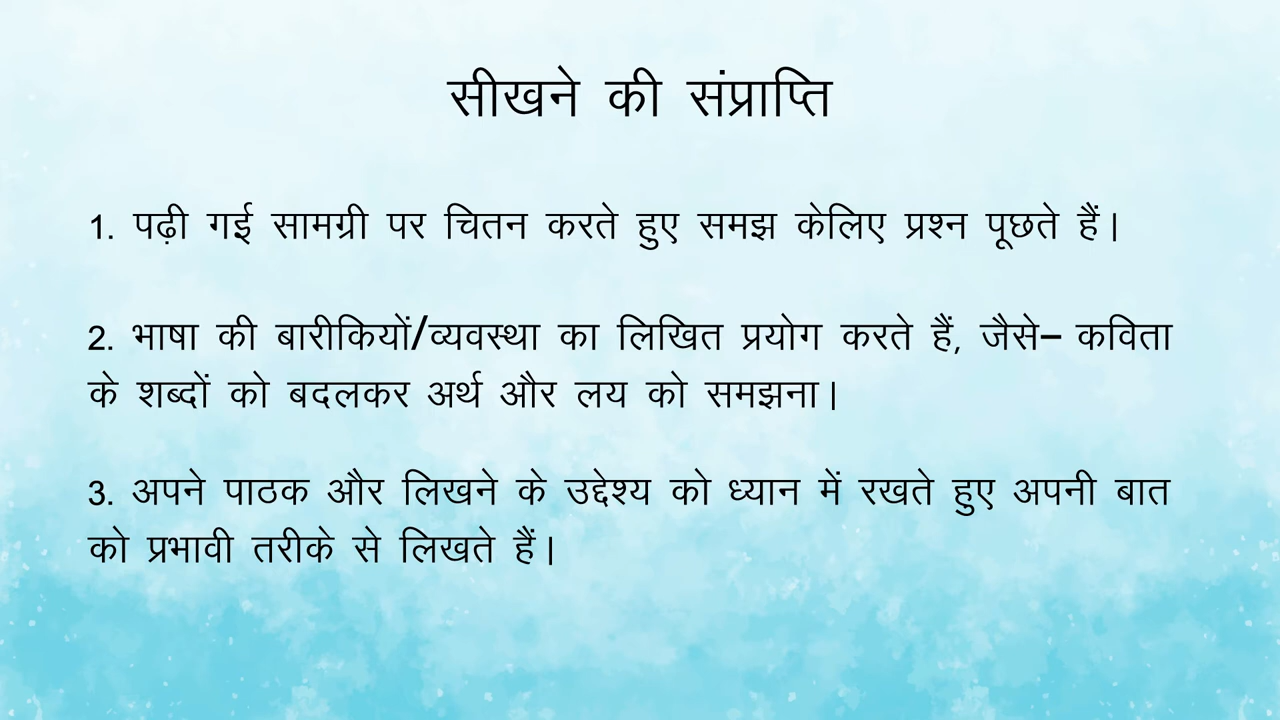 सीखने की संप्राप्ति
1. पढ़ी गई सामग्री पर चितन करते हुए समझ केलिए प्रश्न पूछते हैं।
2. भाषा की बारीकियों/व्यवस्था का लिखित प्रयोग करते हैं, जैसे– कविता
के शब्दों को बदलकर अर्थ और लय को समझना।
3. अपने पाठक और लिखने के उद्देश्य को ध्यान में रखते हुए अपनी बात
को प्रभावी तरीके से लिखते हैं।